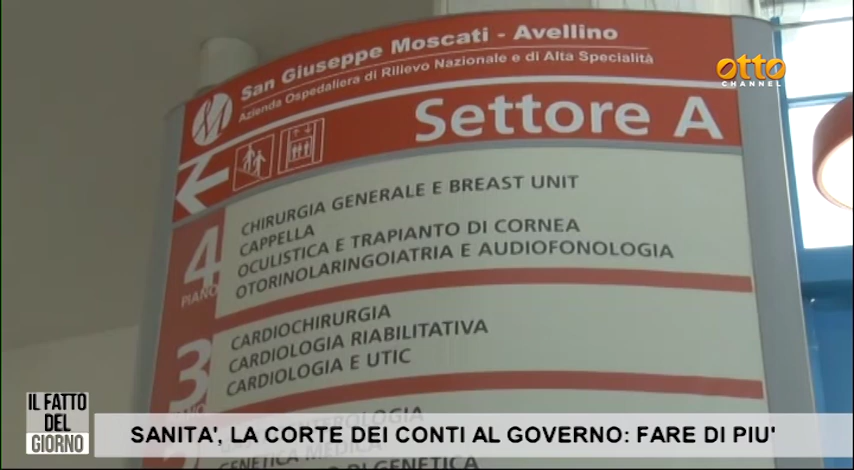 San Giuseppe Moscati - Avellino
Azienda Ospedaliera di Rilievo Nazionale e di Alta Specialità
otto
CHANNEL
Settore A
4
PIANO
CHIRURGIA GENERALE E BREAST UNIT
CAPPELLA
OCULISTICA E TRAPIANTO DI CORNEA
OTORINOLARINGOIATRIA E AUDIOFONOLOGIA
3
CARDIOCHIRURGIA
CARDIOLOGIA RIABILITATIVA
CARDIOLOGIA E UTIC
IL FATTO
DEL
GIORNO
SANITA', LA CORTE DEI CONTI AL GOVERNO: FARE DI PIU'
DI GENETICA